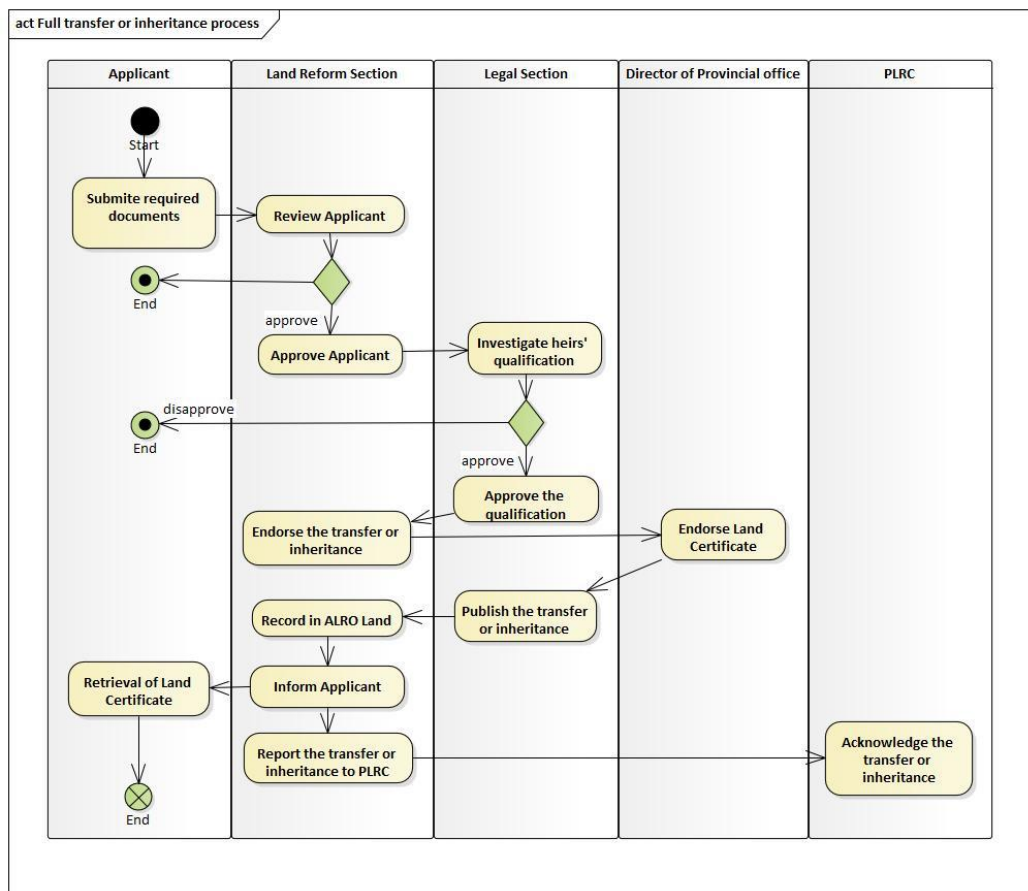 act Full transfer or inheritance process
Applicant
Land Reform Section
Legal Section
Director of Provincial office
PLRC
Start
Submite required
documents
Review Applicant
End
approve
Approve Applicant
Investigate heirs'
qualification
disapprove
End
approve
Approve the
qualification
Endorse the transfer or
inheritance
Endorse Land
Certificate
Publish the transfer
or inheritance
Record in ALRO Land
Inform Applicant
Retrieval of Land
Certificate
Report the transfer or
inheritance to PLRC
Acknowledge the
transfer or
inheritance
End